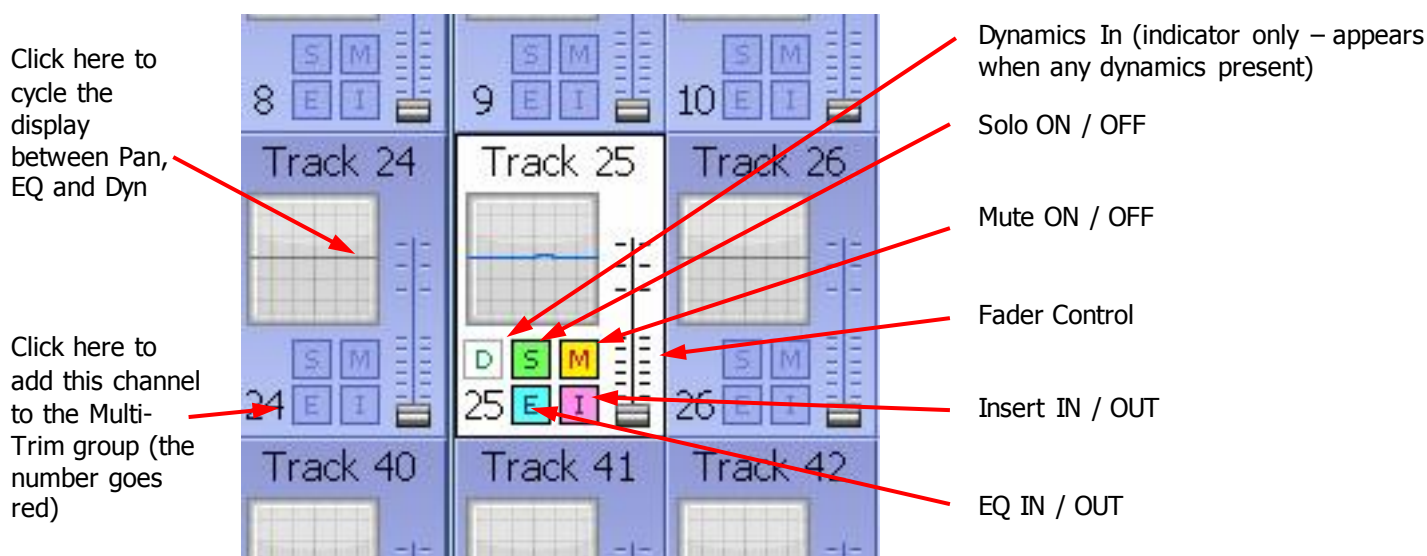 Click here to
cycle the
display
between Pan,
EQ and Dyn
Click here to
add this channel
to the Multi-
Trim group (the
number goes
red)
S M
8 E I
S M
9 E I
S M
10 E I
Track 24
S M
24 E I
Track 25
D S M
25 E I
Track 26
S M
26 E I
Track 40
Track 41
Track 42
Dynamics In (indicator only – appears
when any dynamics present)
Solo ON / OFF
Mute ON / OFF
Fader Control
Insert IN / OUT
EQ IN / OUT